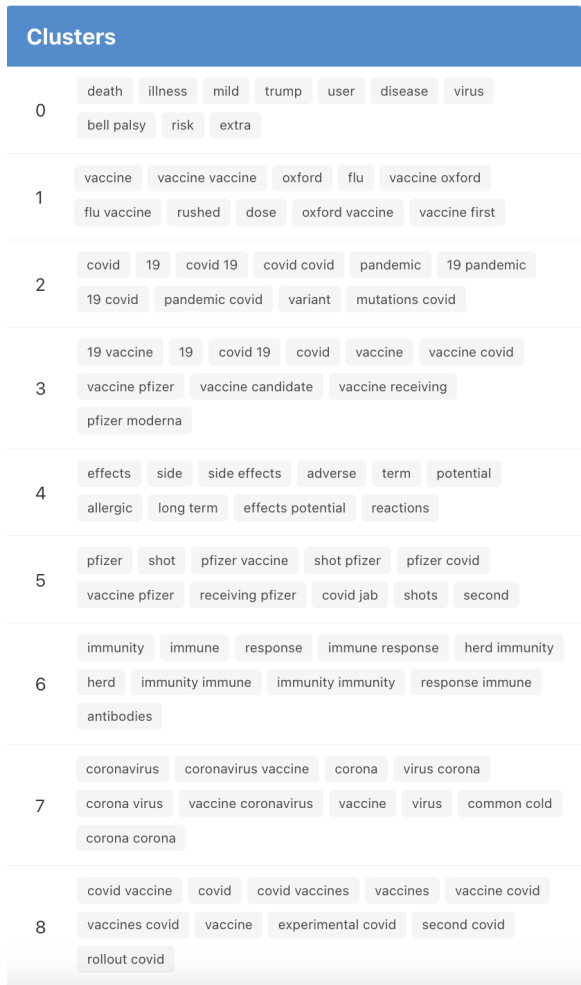 Clusters
death illness mild trump user disease virus
0
bell palsy risk extra
vaccine vaccine vaccine oxford flu vaccine oxford
1
flu vaccine rushed dose oxford vaccine vaccine first
covid 19 covid 19 covid covid pandemic 19 pandemic
2
19 covid pandemic covid variant mutations covid
19 vaccine 19 covid 19 covid vaccine vaccine covid
3 vaccine pfizer vaccine candidate vaccine receiving
pfizer moderna
effects side side effects adverse term potential
4
allergic long term effects potential reactions
pfizer shot pfizer vaccine shot pfizer pfizer covid
5
vaccine pfizer receiving pfizer covid jab shots second
immunity immune response immune response herd immunity
6 herd immunity immune immunity immunity response immune
antibodies
coronavirus coronavirus vaccine corona virus corona
7 corona virus vaccine coronavirus vaccine virus common cold
corona corona
covid vaccine covid covid vaccines vaccines vaccine covid
8 vaccines covid vaccine experimental covid second covid
rollout covid